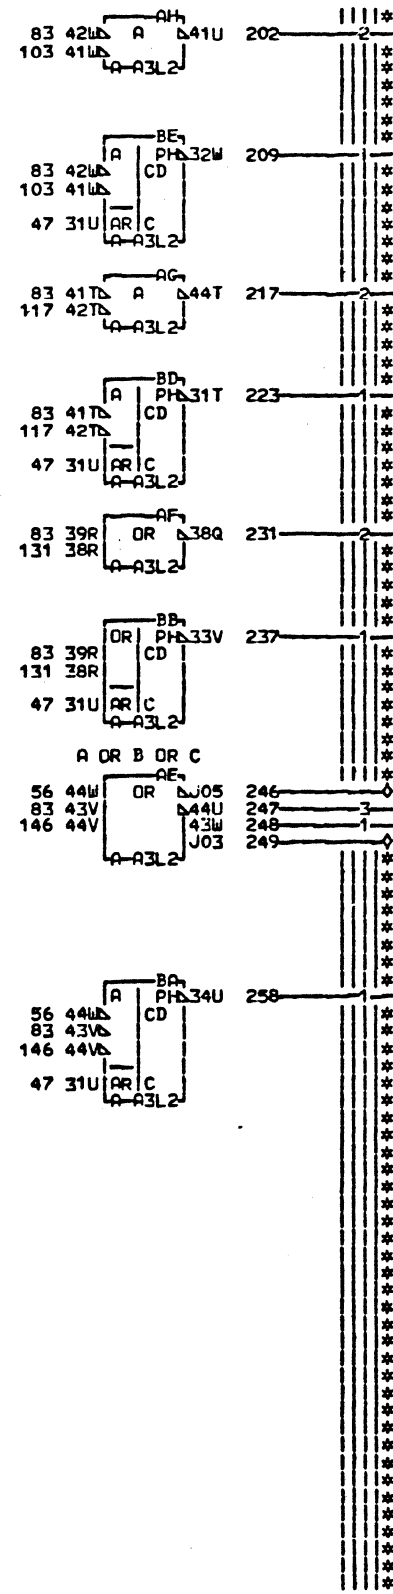 AH
83 42W A 41U 202 2
103 41W
A A3L2
BE
A PH 32W 209 1
83 42W CD
103 41W
47 31U AR C
A A3L2
AG
83 41T A 44T 217 2
117 42T
A A3L2
BD
A PH 31T 223 1
83 41T CD
117 42T
47 31U AR C
A A3L2
AF
83 39R OR 38Q 231 2
131 38R
A A3L2
BB
OR PH 33V 237 1
83 39R CD
131 38R
47 31U AR C
A A3L2
A OR B OR C
AE
56 44W OR J05 246
83 43V 44U 247 3
146 44V 43W 248 1
J03 249
A A3L2
BA
A PH 34U 258 1
56 44W CD
83 43V
146 44V
47 31U AR C
A A3L2